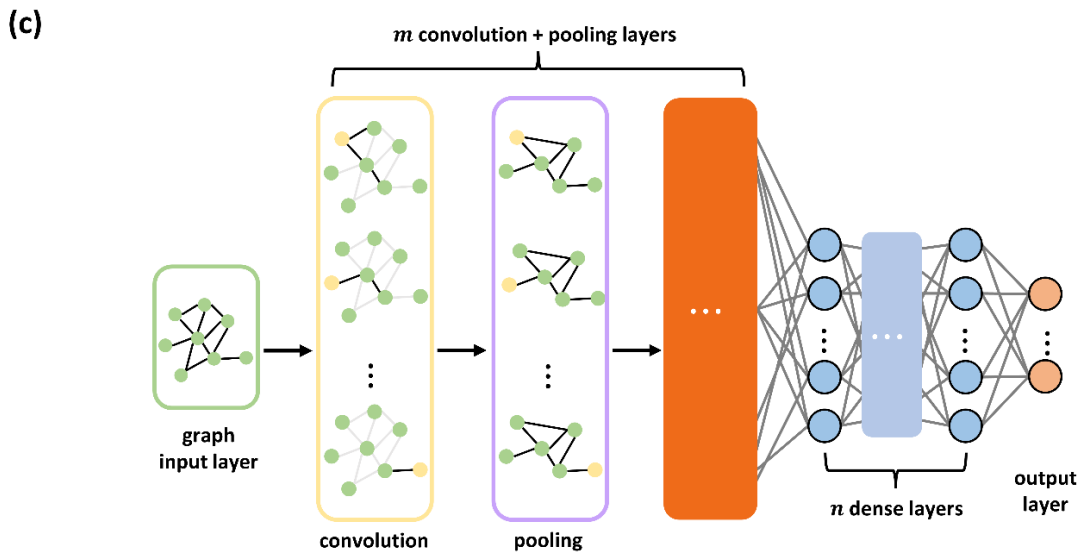 (c)
m convolution + pooling layers
graph
input layer
convolution
pooling
n dense layers
output
layer